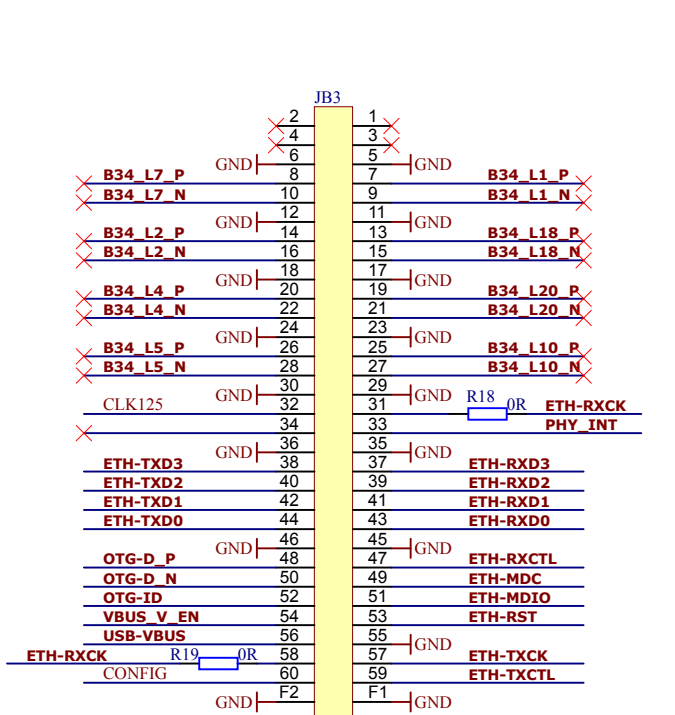 JB3
2 1
4 3
GND 6 5 GND
B34_L7_P 8 7 B34_L1_P
B34_L7_N 10 9 B34_L1_N
GND 12 11 GND
B34_L2_P 14 13 B34_L18_P
B34_L2_N 16 15 B34_L18_N
GND 18 17 GND
B34_L4_P 20 19 B34_L20_P
B34_L4_N 22 21 B34_L20_N
GND 24 23 GND
B34_L5_P 26 25 B34_L10_P
B34_L5_N 28 27 B34_L10_N
GND 30 29 GND
CLK125 32 31 R18 0R ETH-RXCK
34 33 PHY_INT
GND 36 35 GND
ETH-TXD3 38 37 ETH-RXD3
ETH-TXD2 40 39 ETH-RXD2
ETH-TXD1 42 41 ETH-RXD1
ETH-TXD0 44 43 ETH-RXD0
GND 46 45 GND
OTG-D_P 48 47 ETH-RXCTL
OTG-D_N 50 49 ETH-MDC
OTG-ID 52 51 ETH-MDIO
VBUS_V_EN 54 53 ETH-RST
USB-VBUS 56 55 GND
ETH-RXCK R19 0R 58 57 ETH-TXCK
CONFIG 60 59 ETH-TXCTL
GND F2 F1 GND